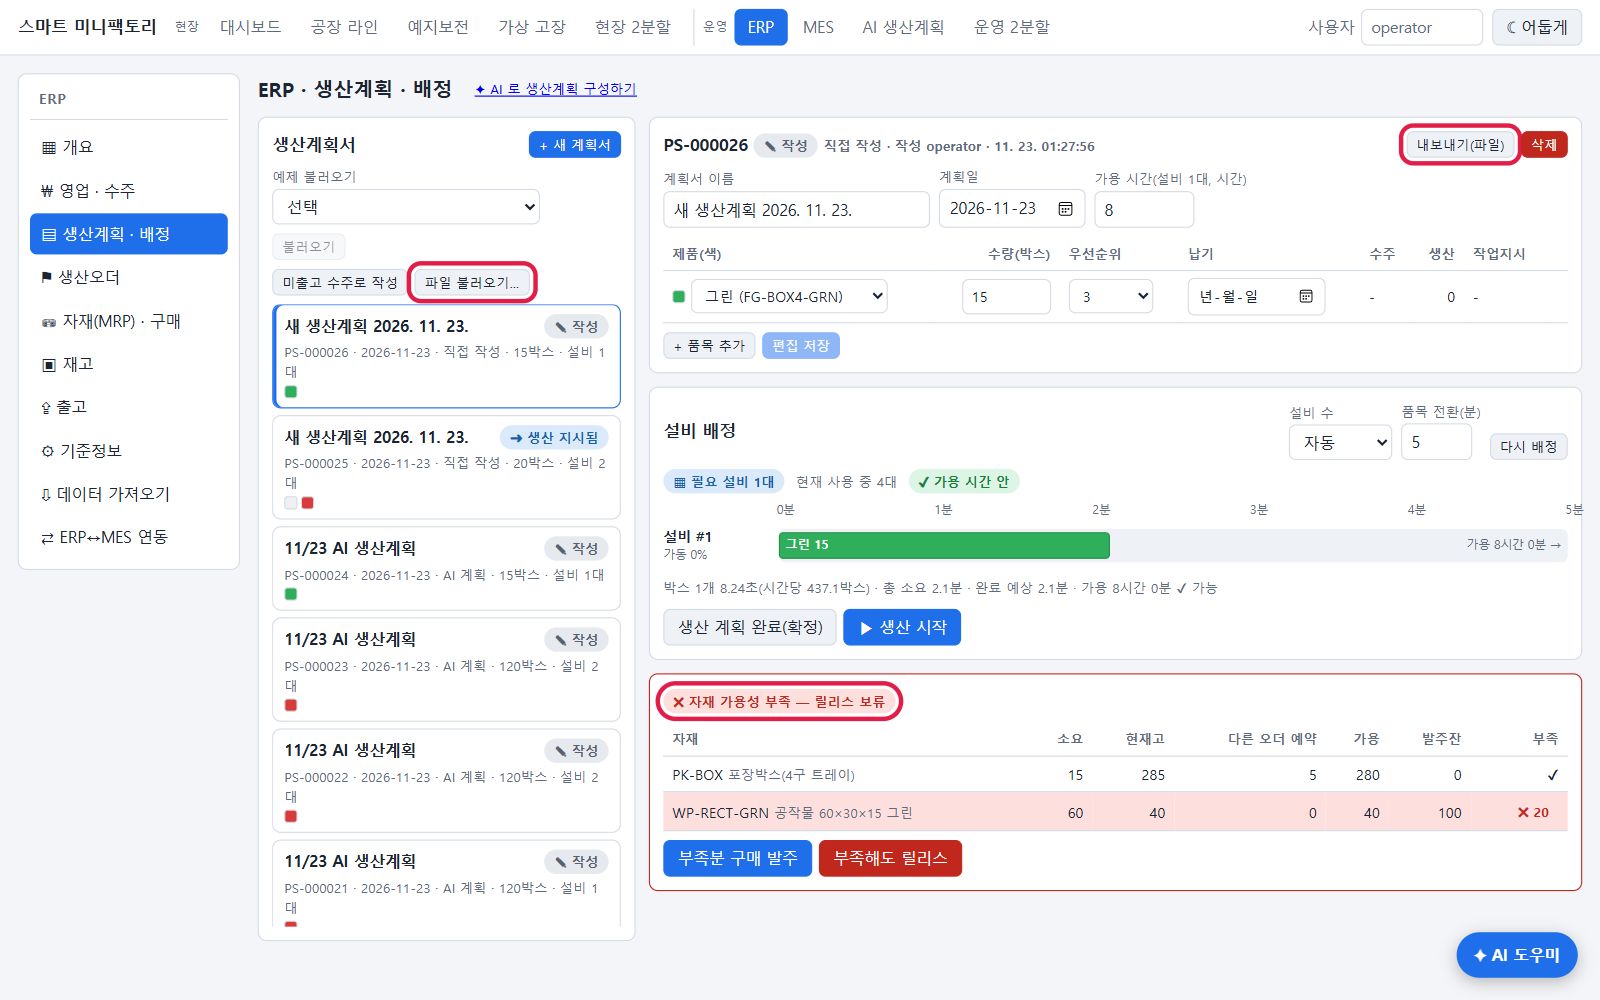 스마트 미니팩토리 현장 대시보드 공장 라인 예지보전 가상 고장 현장 2분할 운영 ERP MES AI 생산계획 운영 2분할 사용자 operator ☾ 어둡게
ERP
▦ 개요
₩ 영업 · 수주
▤ 생산계획 · 배정
⚑ 생산오더
자재(MRP) · 구매
▣ 재고
⇪ 출고
⚙ 기준정보
⇩ 데이터 가져오기
⇄ ERP↔MES 연동
ERP · 생산계획 · 배정 ✦ AI 로 생산계획 구성하기
생산계획서 + 새 계획서
예제 불러오기
선택
불러오기
미출고 수주로 작성 파일 불러오기...
새 생산계획 2026. 11. 23. ✎ 작성
PS-000026 · 2026-11-23 · 직접 작성 · 15박스 · 설비 1
대
새 생산계획 2026. 11. 23. ➜ 생산 지시됨
PS-000025 · 2026-11-23 · 직접 작성 · 20박스 · 설비 2
대
11/23 AI 생산계획 ✎ 작성
PS-000024 · 2026-11-23 · AI 계획 · 15박스 · 설비 1대
11/23 AI 생산계획 ✎ 작성
PS-000023 · 2026-11-23 · AI 계획 · 120박스 · 설비 2
대
11/23 AI 생산계획 ✎ 작성
PS-000022 · 2026-11-23 · AI 계획 · 120박스 · 설비 2
대
11/23 AI 생산계획 ✎ 작성
PS-000021 · 2026-11-23 · AI 계획 · 120박스 · 설비 1
대
PS-000026 ✎ 작성 직접 작성 · 작성 operator · 11. 23. 01:27:56 내보내기(파일) 삭제
계획서 이름 계획일 가용 시간(설비 1대, 시간)
새 생산계획 2026. 11. 23. 2026-11-23 8
제품(색) 수량(박스) 우선순위 납기 수주 생산 작업지시
그린 (FG-BOX4-GRN) 15 3 년-월-일 - 0 -
+ 품목 추가 편집 저장
설비 배정 설비 수 품목 전환(분)
자동 5 다시 배정
▦ 필요 설비 1대 현재 사용 중 4대 ✔ 가용 시간 안
0분 1분 2분 3분 4분 5분
설비 #1 그린 15 가용 8시간 0분 →
가동 0%
박스 1개 8.24초(시간당 437.1박스) · 총 소요 2.1분 · 완료 예상 2.1분 · 가용 8시간 0분 ✔ 가능
생산 계획 완료(확정) ▶ 생산 시작
✕ 자재 가용성 부족 — 릴리스 보류
자재 소요 현재고 다른 오더 예약 가용 발주잔 부족
PK-BOX 포장박스(4구 트레이) 15 285 5 280 0 ✔
WP-RECT-GRN 공작물 60×30×15 그린 60 40 0 40 100 ✕ 20
부족분 구매 발주 부족해도 릴리스
✦ AI 도우미